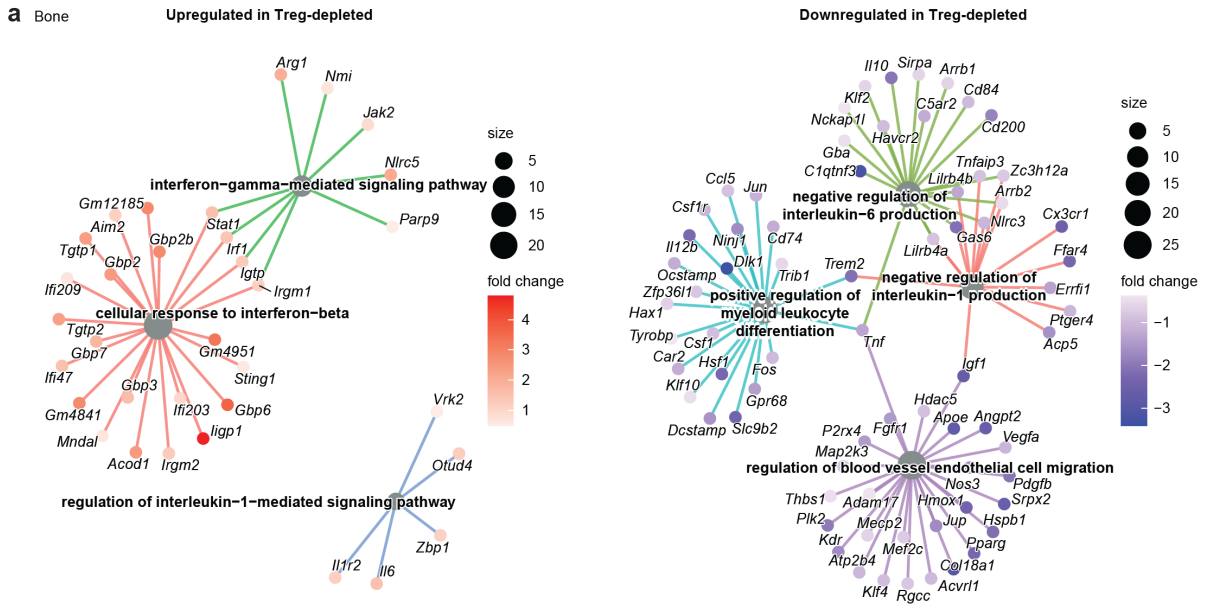 a Bone
Upregulated in Treg-depleted
Arg1
Nmi
Jak2
Nlrc5
interferon−gamma−mediated signaling pathway
Parp9
Gm12185
Aim2
Stat1
Tgtp1
Gbp2b
Irf1
Gbp2
Igtp
Ifi209
Irgm1
cellular response to interferon−beta
Tgtp2
Gbp7
Gm4951
Ifi47
Sting1
Gbp3
Gm4841
Ifi203
Gbp6
Mndal
Iigp1
Acod1
Irgm2
Vrk2
Otud4
regulation of interleukin−1−mediated signaling pathway
Zbp1
Il1r2
Il6
size
5
10
15
20
fold change
4
3
2
1
Downregulated in Treg-depleted
Il10
Sirpa
Arrb1
Klf2
Cd84
C5ar2
Nckap1l
Havcr2
Cd200
Gba
C1qtnf3
Tnfaip3
Zc3h12a
Lilrb4b
Arrb2
negative regulation of
interleukin−6 production
Nlrc3
Gas6
Lilrb4a
Cx3cr1
Ffar4
Ccl5
Jun
Csf1r
Ninj1
Cd74
Il12b
Dlk1
Trem2
Ocstamp
Trib1
negative regulation of
interleukin−1 production
Errfi1
Zfp36l1
positive regulation of
myeloid leukocyte
differentiation
Hax1
Ptger4
Acp5
Tyrobp
Csf1
Tnf
Car2
Hsf1
Fos
Igf1
Klf10
Gpr68
Dcstamp
Slc9b2
Hdac5
Apoe
Angpt2
P2rx4
Fgfr1
Vegfa
Map2k3
regulation of blood vessel endothelial cell migration
Nos3
Pdgfb
Thbs1
Adam17
Hmox1
Srpx2
Plk2
Mecp2
Jup
Hspb1
Kdr
Mef2c
Pparg
Atp2b4
Col18a1
Klf4
Rgcc
Acvrl1
size
5
10
15
20
25
fold change
−1
−2
−3